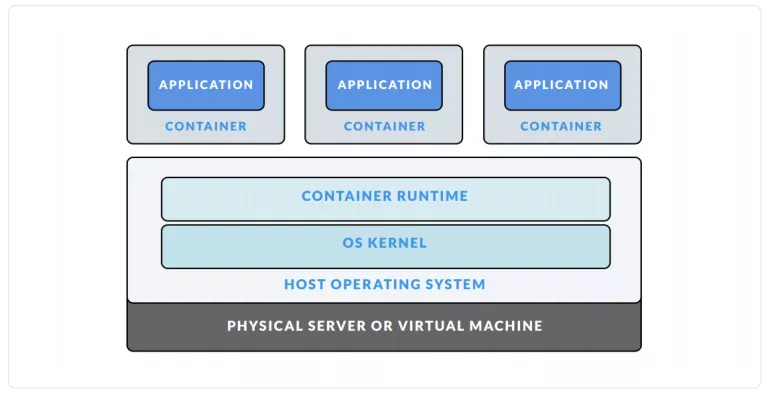 APPLICATION APPLICATION APPLICATION
CONTAINER CONTAINER CONTAINER
CONTAINER RUNTIME
OS KERNEL
HOST OPERATING SYSTEM
PHYSICAL SERVER OR VIRTUAL MACHINE